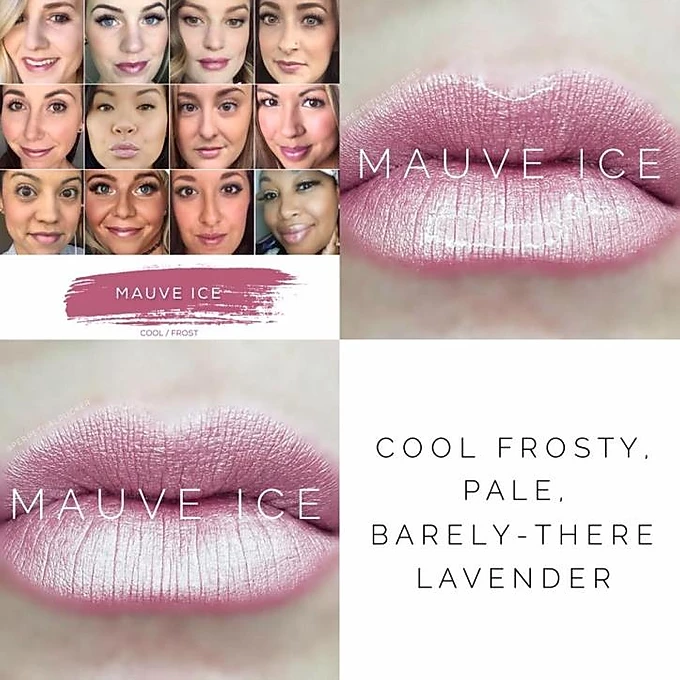 MAUVE ICE
COOL / FROST
MAUVE ICE
MAUVE ICE
COOL FROSTY,
PALE,
BARELY-THERE
LAVENDER